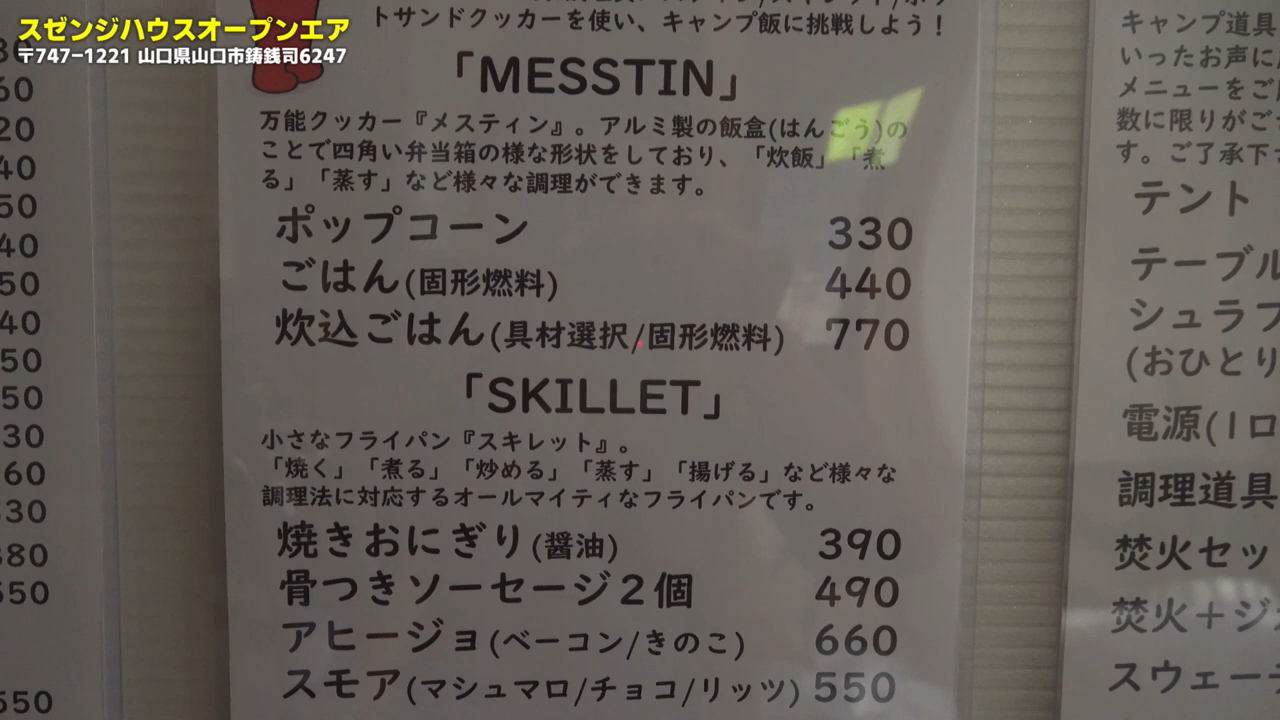 スゼンジハウスオープンエア
〒747-1221 山口県山口市鋳銭司6247
トサンドクッカーを使い、キャンプ飯に挑戦しよう!
「MESSTIN」
万能クッカー『メスティン』。アルミ製の飯盒(はんごう)の
ことで四角い弁当箱の様な形状をしており、「炊飯」「煮
る」「蒸す」など様々な調理ができます。
ポップコーン 330
ごはん(固形燃料) 440
炊込ごはん(具材選択/固形燃料) 770
「SKILLET」
小さなフライパン『スキレット』。
「焼く」「煮る」「炒める」「蒸す」「揚げる」など様々な
調理法に対応するオールマイティなフライパンです。
焼きおにぎり(醤油) 390
骨つきソーセージ2個 490
アヒージョ(ベーコン/きのこ) 660
スモア(マシュマロ/チョコ/リッツ) 550
キャンプ道具
いったお声に
メニューをご
数に限りがご
す。ご了承下
テント
テーブル
シュラフ
(おひとり
電源(1口
調理道具
焚火セッ
焚火+ジ
スウェー
60
20
40
50
40
50
40
50
50
30
60
30
80
550
550